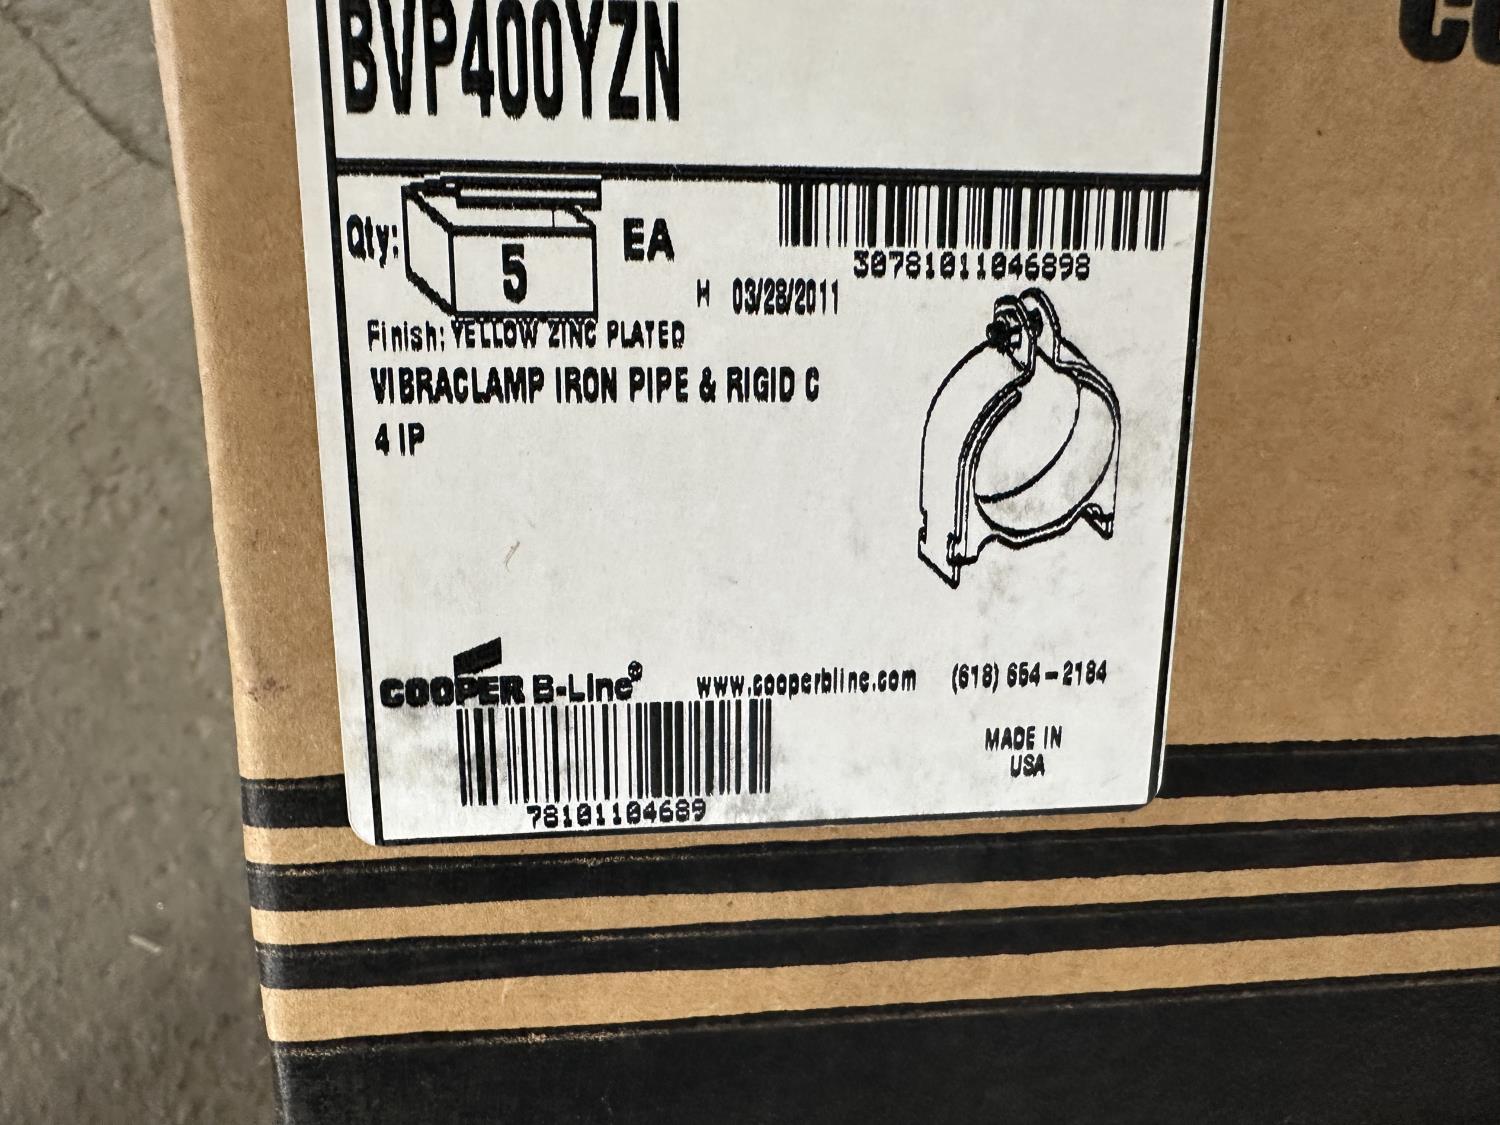 BVP400YZN
Qty: 5 EA
30781011046898
H 03/28/2011
Finish: YELLOW ZINC PLATED
VIBRACLAMP IRON PIPE & RIGID C
4 IP
COOPER B-Line® www.cooperbline.com (618) 654-2184
MADE IN
USA
78101104689